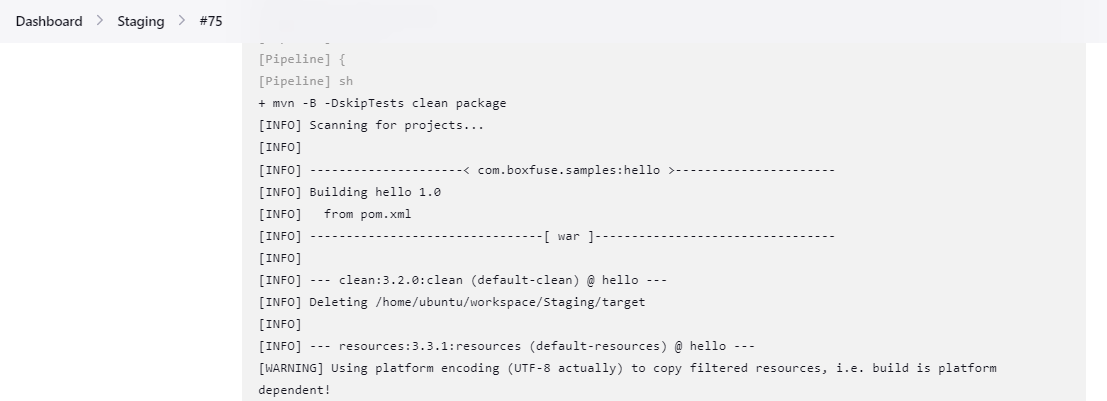 Dashboard > Staging > #75
[Pipeline] {
[Pipeline] sh
+ mvn -B -DskipTests clean package
[INFO] Scanning for projects...
[INFO]
[INFO] ---------------------< com.boxfuse.samples:hello >----------------------
[INFO] Building hello 1.0
[INFO]   from pom.xml
[INFO] --------------------------------[ war ]---------------------------------
[INFO]
[INFO] --- clean:3.2.0:clean (default-clean) @ hello ---
[INFO] Deleting /home/ubuntu/workspace/Staging/target
[INFO]
[INFO] --- resources:3.3.1:resources (default-resources) @ hello ---
[WARNING] Using platform encoding (UTF-8 actually) to copy filtered resources, i.e. build is platform
dependent!